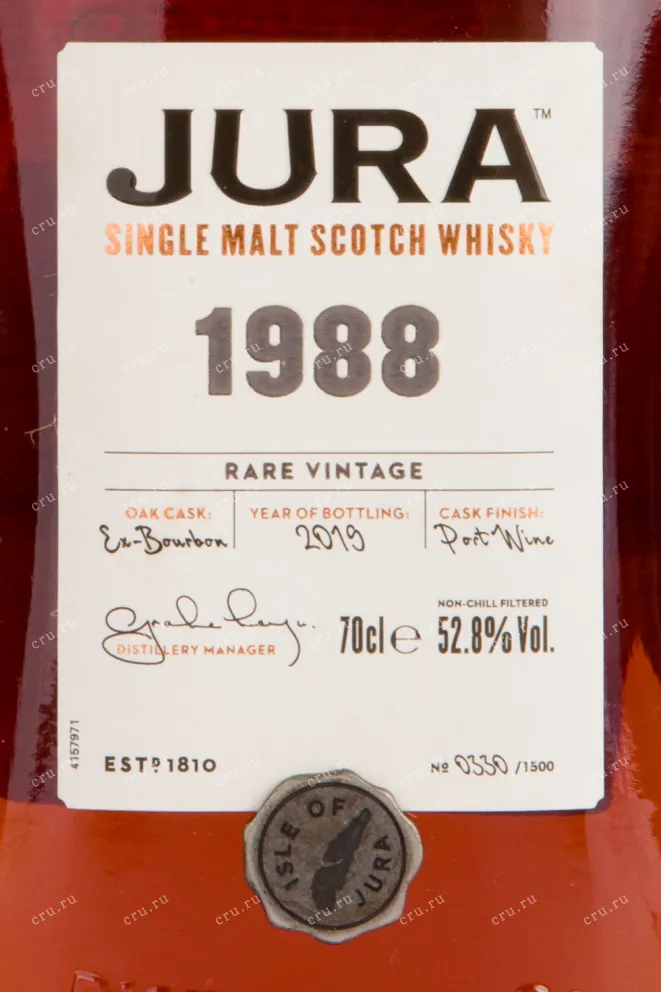 JURA™
SINGLE MALT SCOTCH WHISKY
1988
RARE VINTAGE
OAK CASK:
Ex-Bourbon
YEAR OF BOTTLING:
2019
CASK FINISH:
Port Wine
DISTILLERY MANAGER
70cl e
NON-CHILL FILTERED
52.8% Vol.
4157971
ESTD 1810
No 0330 /1500
ISLE OF JURA
cru.ru